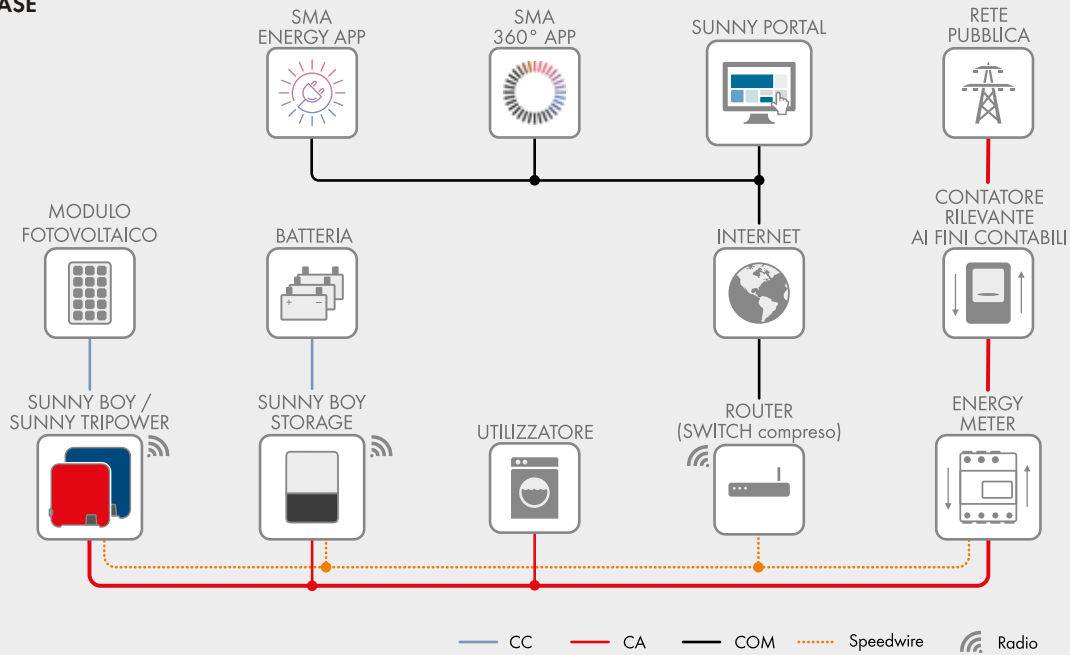 ASE
SMA
ENERGY APP
SMA
360° APP
SUNNY PORTAL
RETE
PUBBLICA
MODULO
FOTOVOLTAICO
BATTERIA
INTERNET
CONTATORE
RILEVANTE
AI FINI CONTABILI
SUNNY BOY /
SUNNY TRIPOWER
SUNNY BOY
STORAGE
UTILIZZATORE
ROUTER
(SWITCH compreso)
ENERGY
METER
CC
CA
COM
Speedwire
Radio